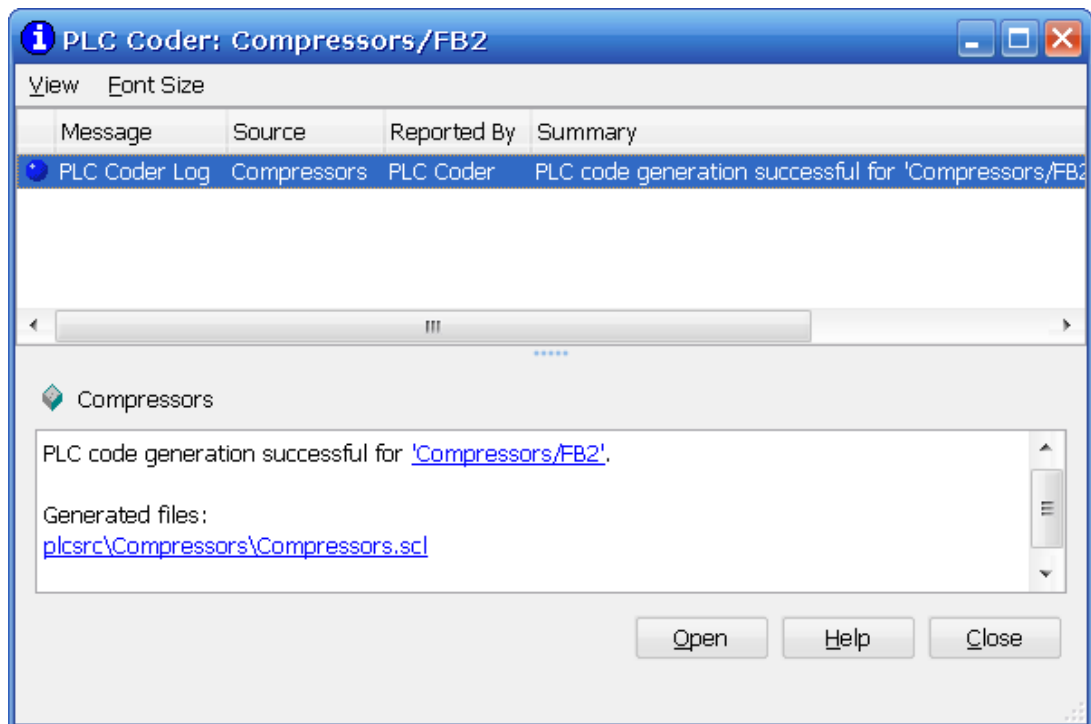 PLC Coder: Compressors/FB2
View Font Size
Message Source Reported By Summary
PLC Coder Log Compressors PLC Coder PLC code generation successful for 'Compressors/FB2
Compressors
PLC code generation successful for 'Compressors/FB2'.
Generated files:
plcsrc\Compressors\Compressors.scl
Open Help Close